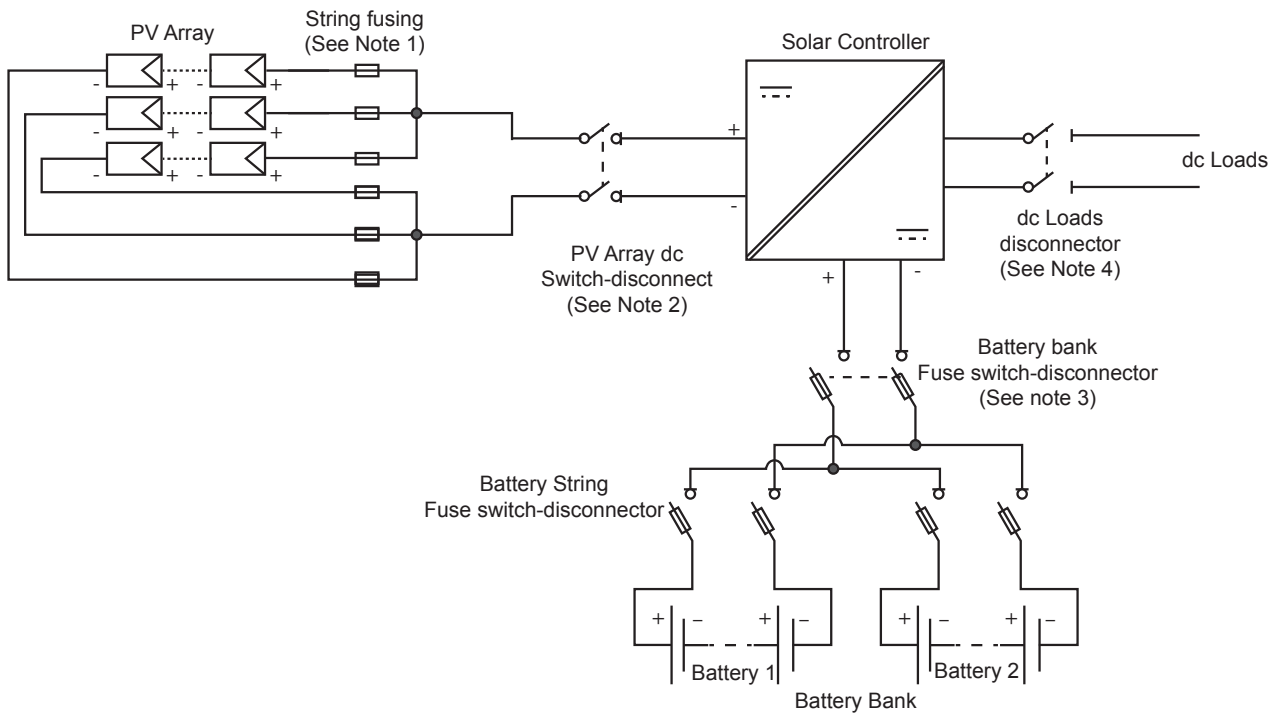 PV Array
String fusing
(See Note 1)
Solar Controller
- + - +
- + - +
- + - +
+
-
dc Loads
PV Array dc
Switch-disconnect
(See Note 2)
dc Loads
disconnector
(See Note 4)
+ -
Battery bank
Fuse switch-disconnector
(See note 3)
Battery String
Fuse switch-disconnector
+ – + – + – + –
Battery 1
Battery 2
Battery Bank